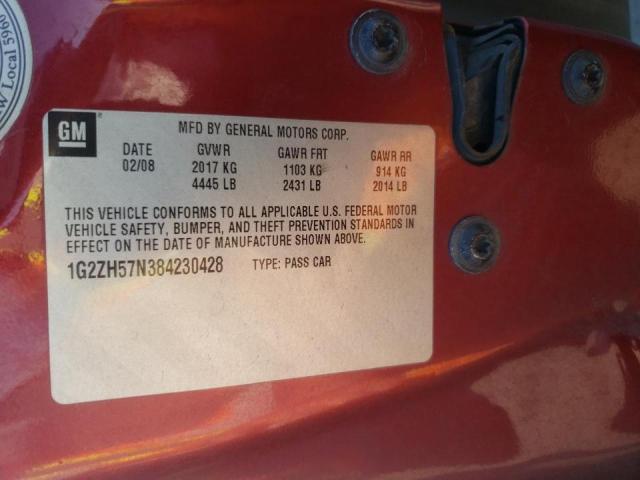 W Local 5960
GM
MFD BY GENERAL MOTORS CORP.
DATE GVWR GAWR FRT GAWR RR
02/08 2017 KG 1103 KG 914 KG
4445 LB 2431 LB 2014 LB
THIS VEHICLE CONFORMS TO ALL APPLICABLE U.S. FEDERAL MOTOR
VEHICLE SAFETY, BUMPER, AND THEFT PREVENTION STANDARDS IN
EFFECT ON THE DATE OF MANUFACTURE SHOWN ABOVE.
1G2ZH57N384230428 TYPE: PASS CAR